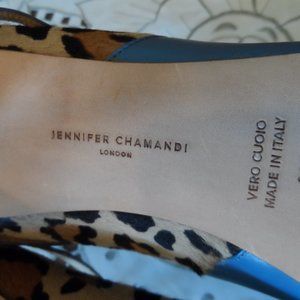 JENNIFER CHAMANDI
LONDON
VERO CUOIO
MADE IN ITALY